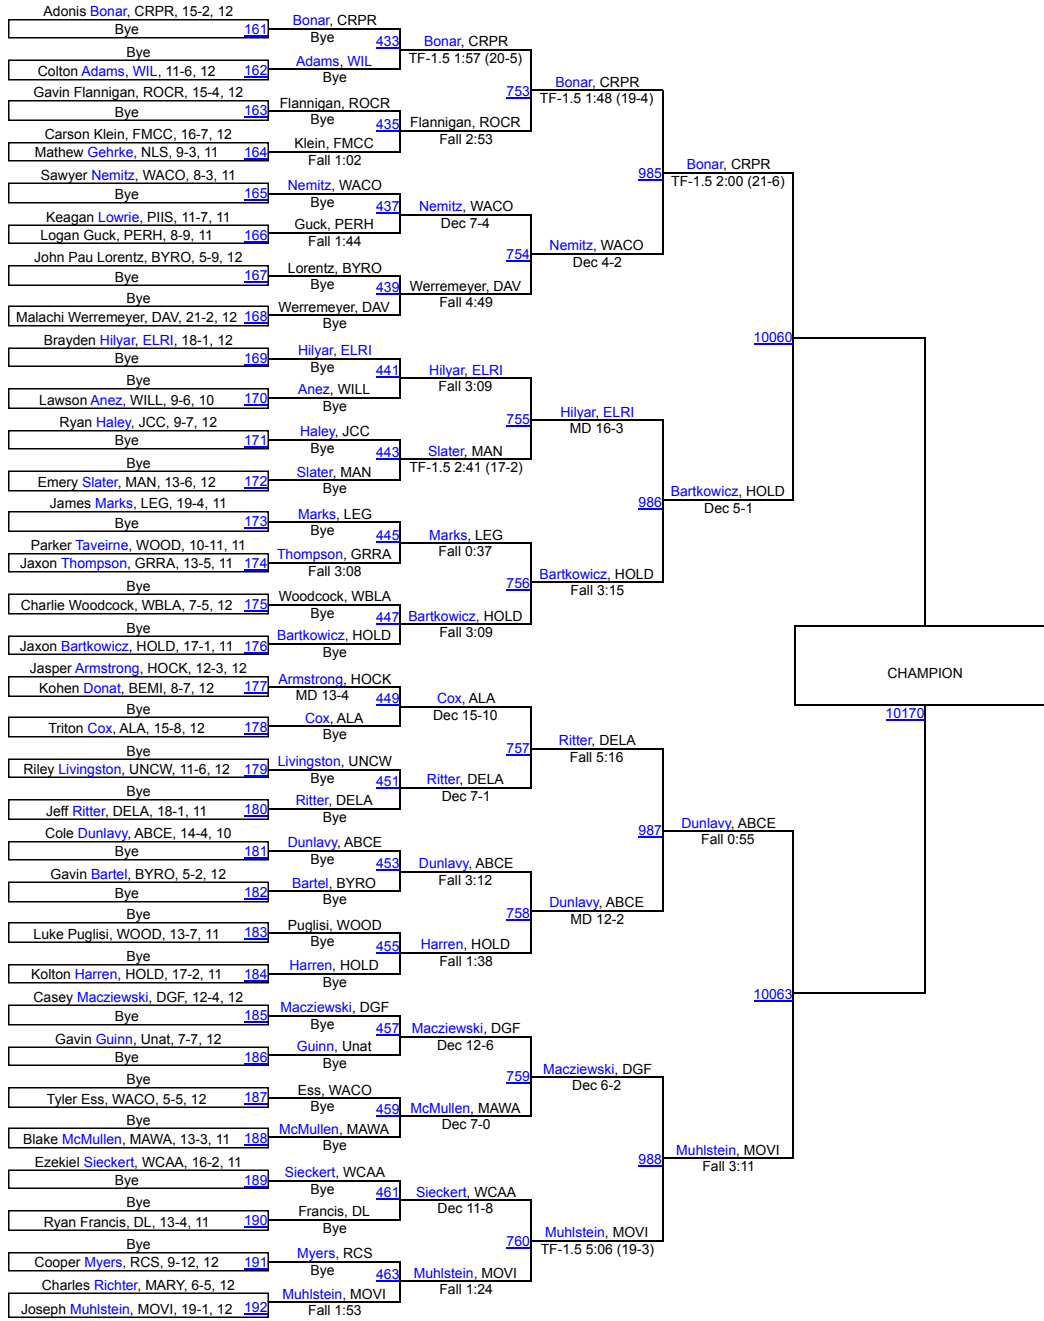 Adonis Bonar, CRPR, 15-2, 12
Bye 161
Bye
Colton Adams, WIL, 11-6, 12 162
Gavin Flannigan, ROCR, 15-4, 12
Bye 163
Carson Klein, FMCC, 16-7, 12
Mathew Gehrke, NLS, 9-3, 11 164
Sawyer Nemitz, WACO, 8-3, 11
Bye 165
Keagan Lowrie, PIIS, 11-7, 11
Logan Guck, PERH, 8-9, 11 166
John Pau Lorentz, BYRO, 5-9, 12
Bye 167
Bye
Malachi Werremeyer, DAV, 21-2, 12 168
Brayden Hilyar, ELRI, 18-1, 12
Bye 169
Bye
Lawson Anez, WILL, 9-6, 10 170
Ryan Haley, JCC, 9-7, 12
Bye 171
Bye
Emery Slater, MAN, 13-6, 12 172
James Marks, LEG, 19-4, 11
Bye 173
Parker Taveirne, WOOD, 10-11, 11
Jaxon Thompson, GRRA, 13-5, 11 174
Bye
Charlie Woodcock, WBLA, 7-5, 12 175
Bye
Jaxon Bartkowicz, HOLD, 17-1, 11 176
Jasper Armstrong, HOCK, 12-3, 12
Kohen Donat, BEMI, 8-7, 12 177
Bye
Triton Cox, ALA, 15-8, 12 178
Bye
Riley Livingston, UNCW, 11-6, 12 179
Bye
Jeff Ritter, DELA, 18-1, 11 180
Cole Dunlavy, ABCE, 14-4, 10
Bye 181
Gavin Bartel, BYRO, 5-2, 12
Bye 182
Bye
Luke Puglisi, WOOD, 13-7, 11 183
Bye
Kolton Harren, HOLD, 17-2, 11 184
Casey Macziewski, DGF, 12-4, 12
Bye 185
Gavin Guinn, Unat, 7-7, 12
Bye 186
Bye
Tyler Ess, WACO, 5-5, 12 187
Bye
Blake McMullen, MAWA, 13-3, 11 188
Ezekiel Sieckert, WCAA, 16-2, 11
Bye 189
Bye
Ryan Francis, DL, 13-4, 11 190
Bye
Cooper Myers, RCS, 9-12, 12 191
Charles Richter, MARY, 6-5, 12
Joseph Muhlstein, MOVI, 19-1, 12 192
Bonar, CRPR
Bye
433
Adams, WIL
Bye
Flannigan, ROCR
Bye
435
Klein, FMCC
Fall 1:02
Nemitz, WACO
Bye
437
Guck, PERH
Fall 1:44
Lorentz, BYRO
Bye
439
Werremeyer, DAV
Bye
Hilyar, ELRI
Bye
441
Anez, WILL
Bye
Haley, JCC
Bye
443
Slater, MAN
Bye
Marks, LEG
Bye
445
Thompson, GRRA
Fall 3:08
Woodcock, WBLA
Bye
447
Bartkowicz, HOLD
Bye
Armstrong, HOCK
MD 13-4
449
Cox, ALA
Bye
Livingston, UNCW
Bye
451
Ritter, DELA
Bye
Dunlavy, ABCE
Bye
453
Bartel, BYRO
Bye
Puglisi, WOOD
Bye
455
Harren, HOLD
Bye
Macziewski, DGF
Bye
457
Guinn, Unat
Bye
Ess, WACO
Bye
459
McMullen, MAWA
Bye
Sieckert, WCAA
Bye
461
Francis, DL
Bye
Myers, RCS
Bye
463
Muhlstein, MOVI
Fall 1:53
Bonar, CRPR
TF-1.5 1:57 (20-5)
753
Flannigan, ROCR
Fall 2:53
Nemitz, WACO
Dec 7-4
754
Werremeyer, DAV
Fall 4:49
Hilyar, ELRI
Fall 3:09
755
Slater, MAN
TF-1.5 2:41 (17-2)
Marks, LEG
Fall 0:37
756
Bartkowicz, HOLD
Fall 3:09
Cox, ALA
Dec 15-10
757
Ritter, DELA
Dec 7-1
Dunlavy, ABCE
Fall 3:12
758
Harren, HOLD
Fall 1:38
Macziewski, DGF
Dec 12-6
759
McMullen, MAWA
Dec 7-0
Sieckert, WCAA
Dec 11-8
760
Muhlstein, MOVI
Fall 1:24
Bonar, CRPR
TF-1.5 1:48 (19-4)
985
Nemitz, WACO
Dec 4-2
Hilyar, ELRI
MD 16-3
986
Bartkowicz, HOLD
Fall 3:15
Ritter, DELA
Fall 5:16
987
Dunlavy, ABCE
MD 12-2
Macziewski, DGF
Dec 6-2
988
Muhlstein, MOVI
TF-1.5 5:06 (19-3)
Bonar, CRPR
TF-1.5 2:00 (21-6)
10060
Bartkowicz, HOLD
Dec 5-1
Dunlavy, ABCE
Fall 0:55
10063
Muhlstein, MOVI
Fall 3:11
CHAMPION
10170